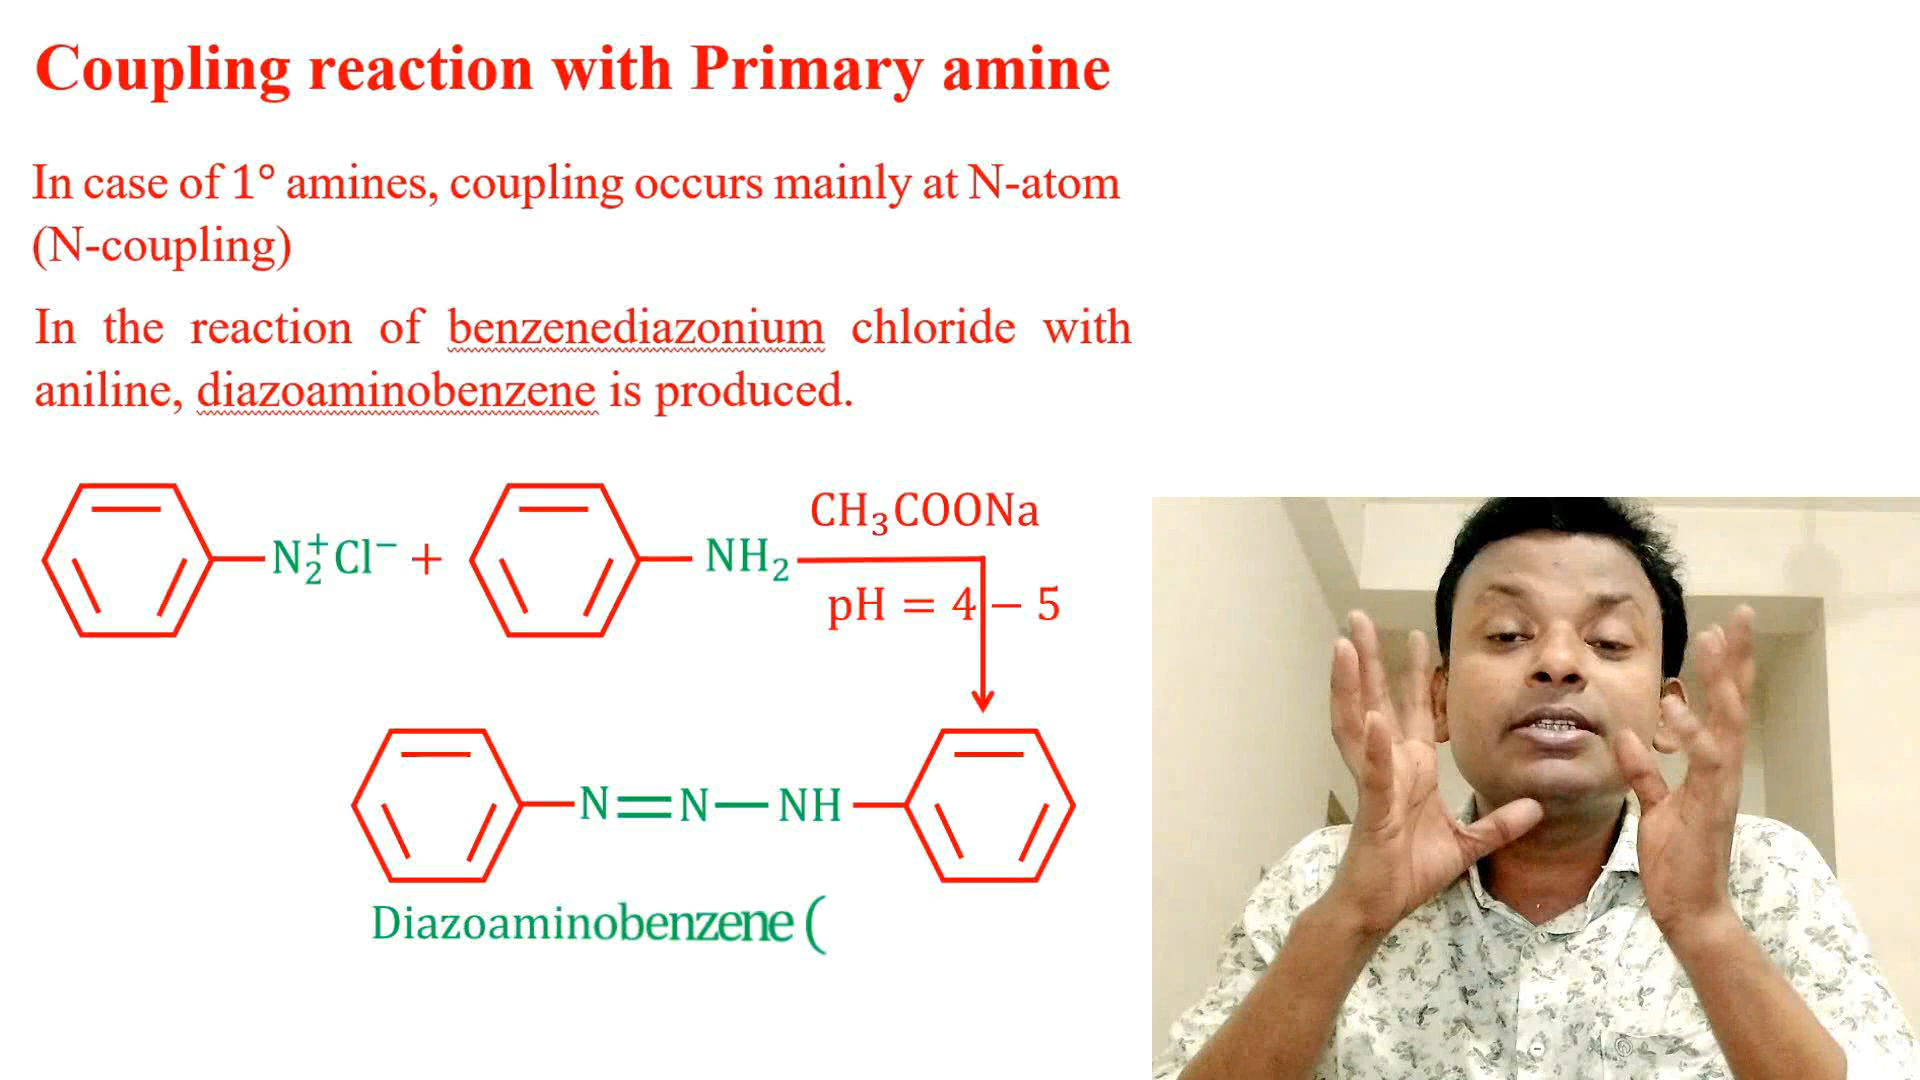 Coupling reaction with Primary amine
In case of 1° amines, coupling occurs mainly at N-atom
(N-coupling)
In the reaction of benzenediazonium chloride with
aniline, diazoaminobenzene is produced.
CH₃COONa
N₂⁺Cl⁻ + NH₂
pH = 4 – 5
N=N—NH
Diazoaminobenzene (